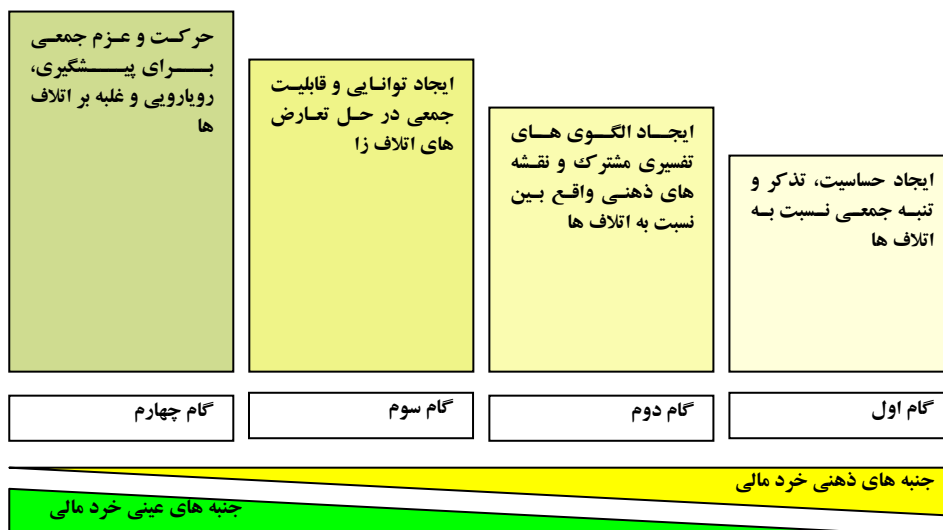 ایجاد حساسیت، تذکر و
تنبه جمعی نسبت به
اتلاف ها
ایجاد الگوی های
تفسیری مشترک و نقشه
های ذهنی واقع بین
نسبت به اتلاف ها
ایجاد توانایی و قابلیت
جمعی در حل تعارض
های اتلاف زا
حرکت و عزم جمعی
برای پیشگیری،
رویارویی و غلبه بر اتلاف
ها
گام اول
گام دوم
گام سوم
گام چهارم
جنبه های ذهنی خرد مالی
جنبه های عینی خرد مالی